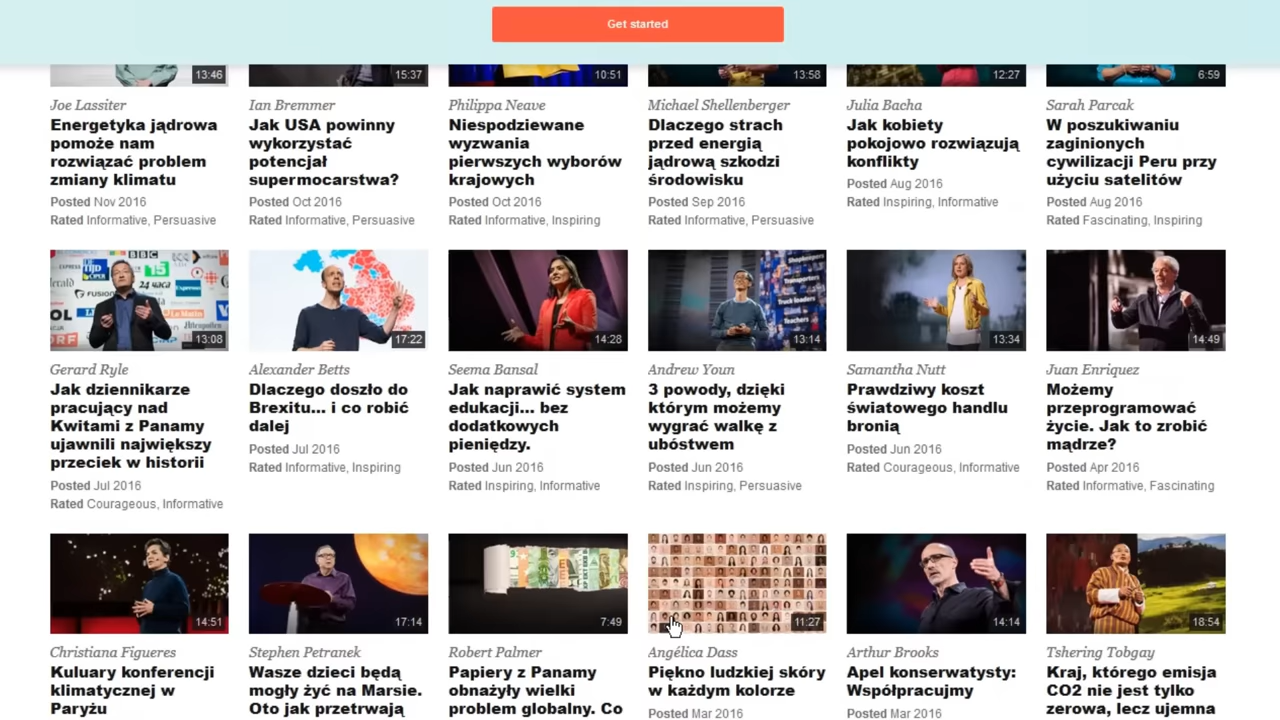 Get started
13:46
15:37
10:51
13:58
12:27
6:59
Joe Lassiter
Energetyka jądrowa
pomoże nam
rozwiązać problem
zmiany klimatu
Posted Nov 2016
Rated Informative, Persuasive
Ian Bremmer
Jak USA powinny
wykorzystać
potencjał
supermocarstwa?
Posted Oct 2016
Rated Informative, Persuasive
Philippa Neave
Niespodziewane
wyzwania
pierwszych wyborów
krajowych
Posted Oct 2016
Rated Informative, Inspiring
Michael Shellenberger
Dlaczego strach
przed energią
jądrową szkodzi
środowisku
Posted Sep 2016
Rated Informative, Persuasive
Julia Bacha
Jak kobiety
pokojowo rozwiązują
konflikty
Posted Aug 2016
Rated Inspiring, Informative
Sarah Parcak
W poszukiwaniu
zaginionych
cywilizacji Peru przy
użyciu satelitów
Posted Aug 2016
Rated Fascinating, Inspiring
BBC
15
24 часа
FUSION
Le Matin
13:08
17:22
14:28
Shopkeepers
Transporters
Truck loaders
Teachers
13:14
13:34
14:49
Gerard Ryle
Jak dziennikarze
pracujący nad
Kwitami z Panamy
ujawnili największy
przeciek w historii
Posted Jul 2016
Rated Courageous, Informative
Alexander Betts
Dlaczego doszło do
Brexitu... i co robić
dalej
Posted Jul 2016
Rated Informative, Inspiring
Seema Bansal
Jak naprawić system
edukacji... bez
dodatkowych
pieniędzy.
Posted Jun 2016
Rated Inspiring, Informative
Andrew Youn
3 powody, dzięki
którym możemy
wygrać walkę z
ubóstwem
Posted Jun 2016
Rated Inspiring, Persuasive
Samantha Nutt
Prawdziwy koszt
światowego handlu
bronią
Posted Jun 2016
Rated Courageous, Informative
Juan Enriquez
Możemy
przeprogramować
życie. Jak to zrobić
mądrze?
Posted Apr 2016
Rated Informative, Fascinating
14:51
17:14
7:49
11:27
14:14
18:54
Christiana Figueres
Kuluary konferencji
klimatycznej w
Paryżu
Stephen Petranek
Wasze dzieci będą
mogły żyć na Marsie.
Oto jak przetrwają
Robert Palmer
Papiery z Panamy
obnażyły wielki
problem globalny. Co
Angélica Dass
Piękno ludzkiej skóry
w każdym kolorze
Posted Mar 2016
Arthur Brooks
Apel konserwatysty:
Współpracujmy
Posted Mar 2016
Tshering Tobgay
Kraj, którego emisja
CO2 nie jest tylko
zerowa, lecz ujemna